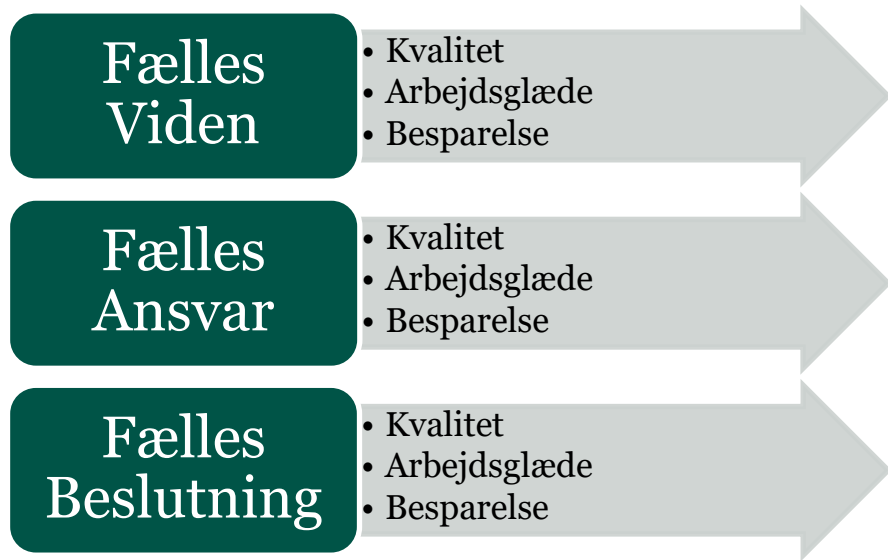 Fælles
Viden
• Kvalitet
• Arbejdsglæde
• Besparelse
Fælles
Ansvar
• Kvalitet
• Arbejdsglæde
• Besparelse
Fælles
Beslutning
• Kvalitet
• Arbejdsglæde
• Besparelse